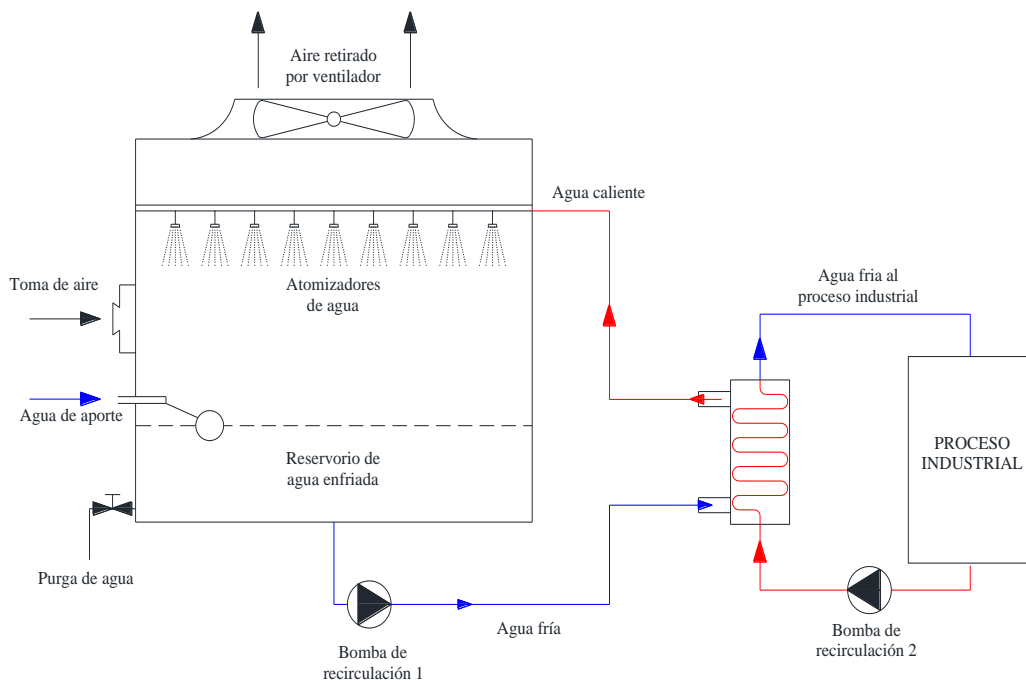 Aire retirado
por ventilador
Agua caliente
Toma de aire
Atomizadores
de agua
Agua fria al
proceso industrial
Agua de aporte
Reservorio de
agua enfriada
PROCESO
INDUSTRIAL
Purga de agua
Agua fría
Bomba de
recirculación 1
Bomba de
recirculación 2